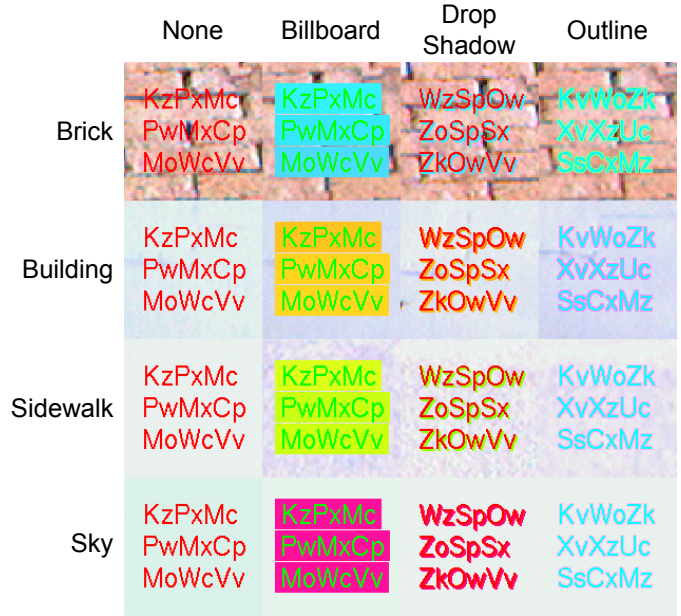 None Billboard Drop Shadow Outline
Brick
KzPxMc KzPxMc WzSpOw KvWoZk
PwMxCp PwMxCp ZoSpSx XvXzUc
MoWcVv MoWcVv ZkOwVv SsCxMz
Building
KzPxMc KzPxMc WzSpOw KvWoZk
PwMxCp PwMxCp ZoSpSx XvXzUc
MoWcVv MoWcVv ZkOwVv SsCxMz
Sidewalk
KzPxMc KzPxMc WzSpOw KvWoZk
PwMxCp PwMxCp ZoSpSx XvXzUc
MoWcVv MoWcVv ZkOwVv SsCxMz
Sky
KzPxMc KzPxMc WzSpOw KvWoZk
PwMxCp PwMxCp ZoSpSx XvXzUc
MoWcVv MoWcVv ZkOwVv SsCxMz